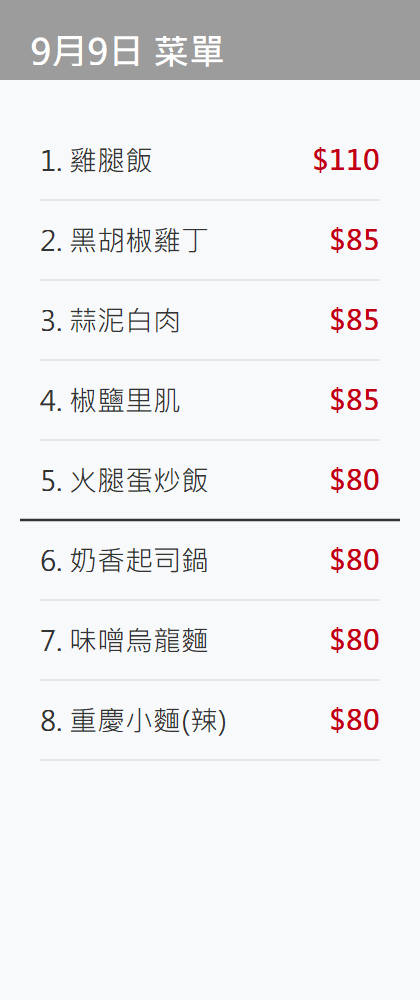 9月9日 菜單
1. 雞腿飯 $110
2. 黑胡椒雞丁 $85
3. 蒜泥白肉 $85
4. 椒鹽里肌 $85
5. 火腿蛋炒飯 $80
6. 奶香起司鍋 $80
7. 味噌烏龍麵 $80
8. 重慶小麵(辣) $80